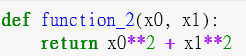 def function_2(x0, x1):
    return x0**2 + x1**2